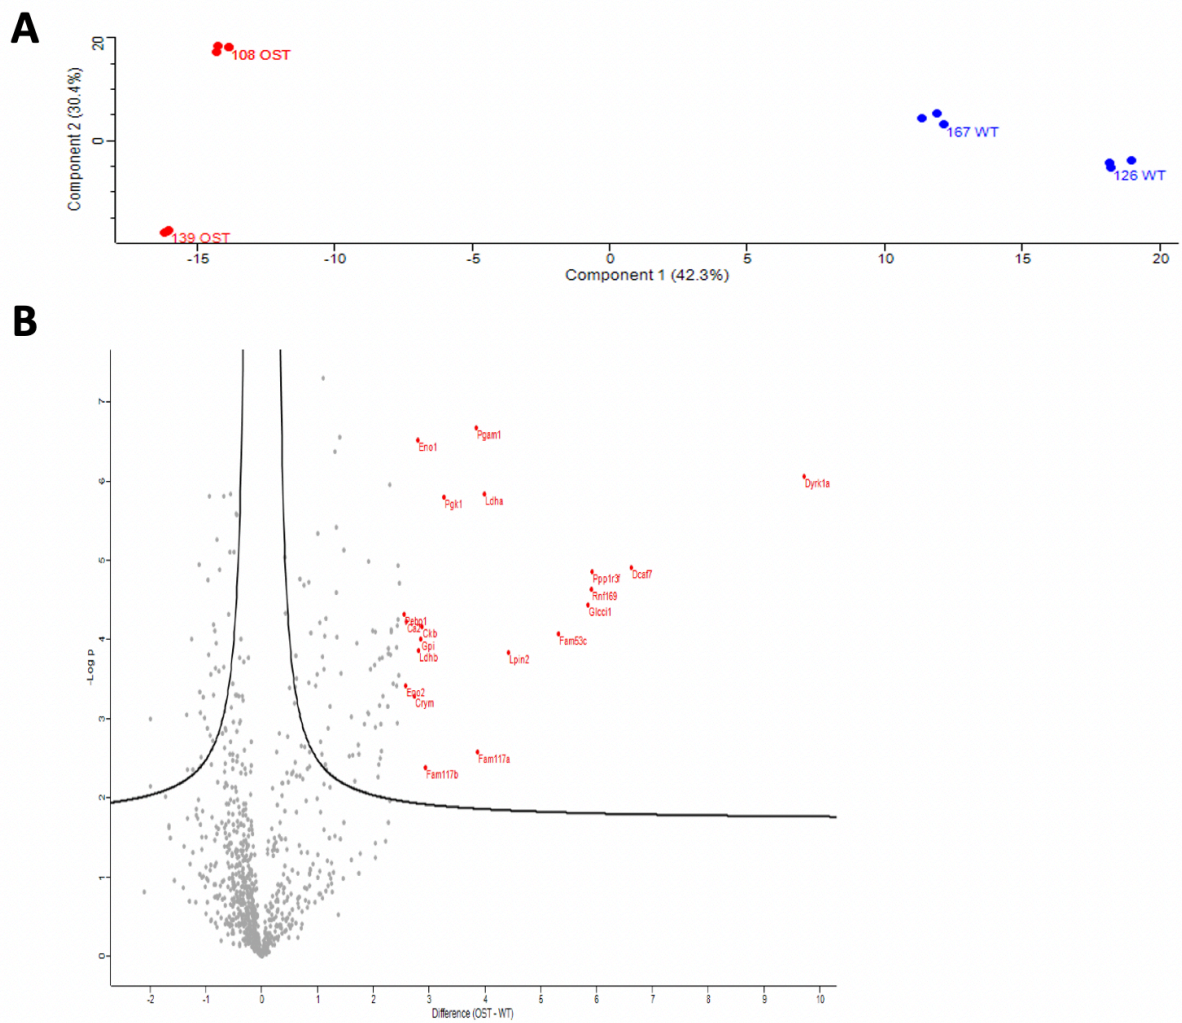 A
20
0
Component 2 (30.4%)
108 OST
139 OST
167 WT
126 WT
-15
-10
-5
0
5
10
15
20
Component 1 (42.3%)
B
7
6
5
4
3
2
1
0
-Log p
Pgam1
Eno1
Dyrk1a
Ldha
Pgk1
Dcaf7
Ppp1r3f
Rnf169
Glcci1
Pebp1
Ca2
Ckb
Fam53c
Gpi
Ldhb
Lpin2
Eno2
Crym
Fam117a
Fam117b
-2
-1
0
1
2
3
4
5
6
7
8
9
10
Difference (OST - WT)